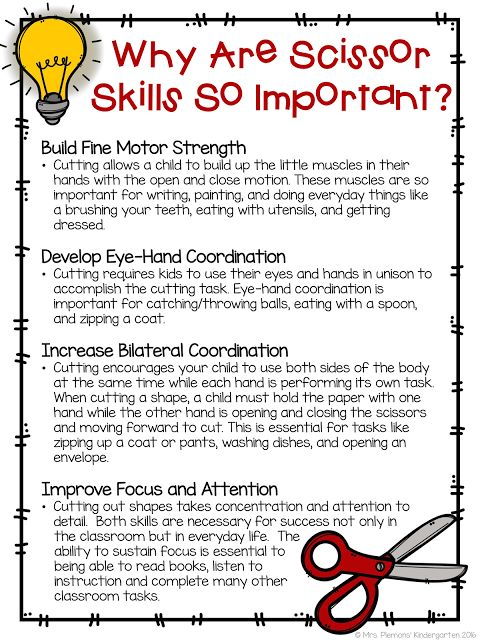 Why Are Scissor
Skills So Important?
Build Fine Motor Strength
• Cutting allows a child to build up the little muscles in their
hands with the open and close motion. These muscles are so
important for writing, painting, and doing everyday things like
a brushing your teeth, eating with utensils, and getting
dressed.
Develop Eye-Hand Coordination
• Cutting requires kids to use their eyes and hands in unison to
accomplish the cutting task. Eye-hand coordination is
important for catching/throwing balls, eating with a spoon,
and zipping a coat.
Increase Bilateral Coordination
• Cutting encourages your child to use both sides of the body
at the same time while each hand is performing its own task.
When cutting a shape, a child must hold the paper with one
hand while the other hand is opening and closing the scissors
and moving forward to cut. This is essential for tasks like
zipping up a coat or pants, washing dishes, and opening an
envelope.
Improve Focus and Attention
• Cutting out shapes takes concentration and attention to
detail. Both skills are necessary for success not only in
the classroom but in everyday life. The
ability to sustain focus is essential to
being able to read books, listen to
instruction and complete many other
classroom tasks.
© Mrs. Plemons' Kindergarten 2016